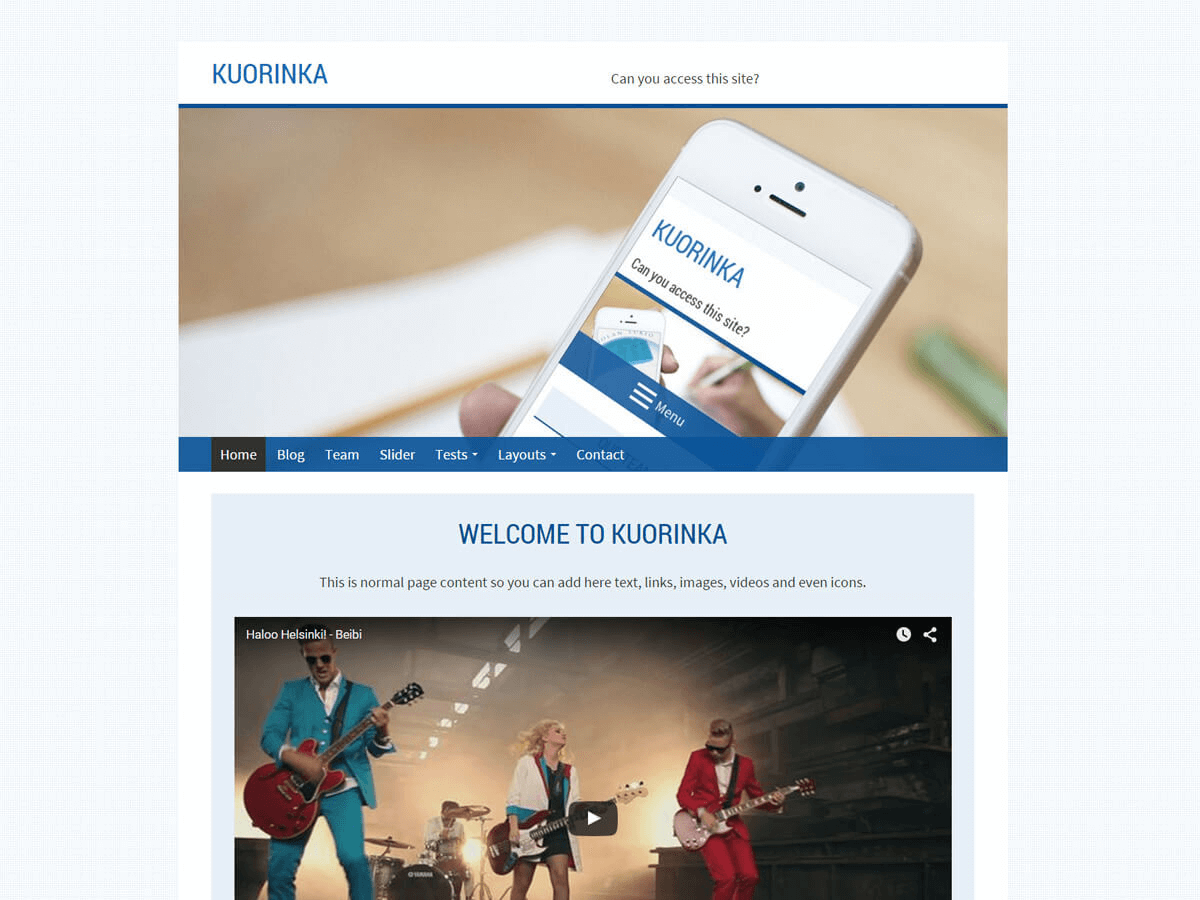 KUORINKA
Can you access this site?
KUORINKA
Can you access this site?
Menu
Home Blog Team Slider Tests Layouts Contact
WELCOME TO KUORINKA
This is normal page content so you can add here text, links, images, videos and even icons.
Haloo Helsinki! - Beibi
YAMAHA